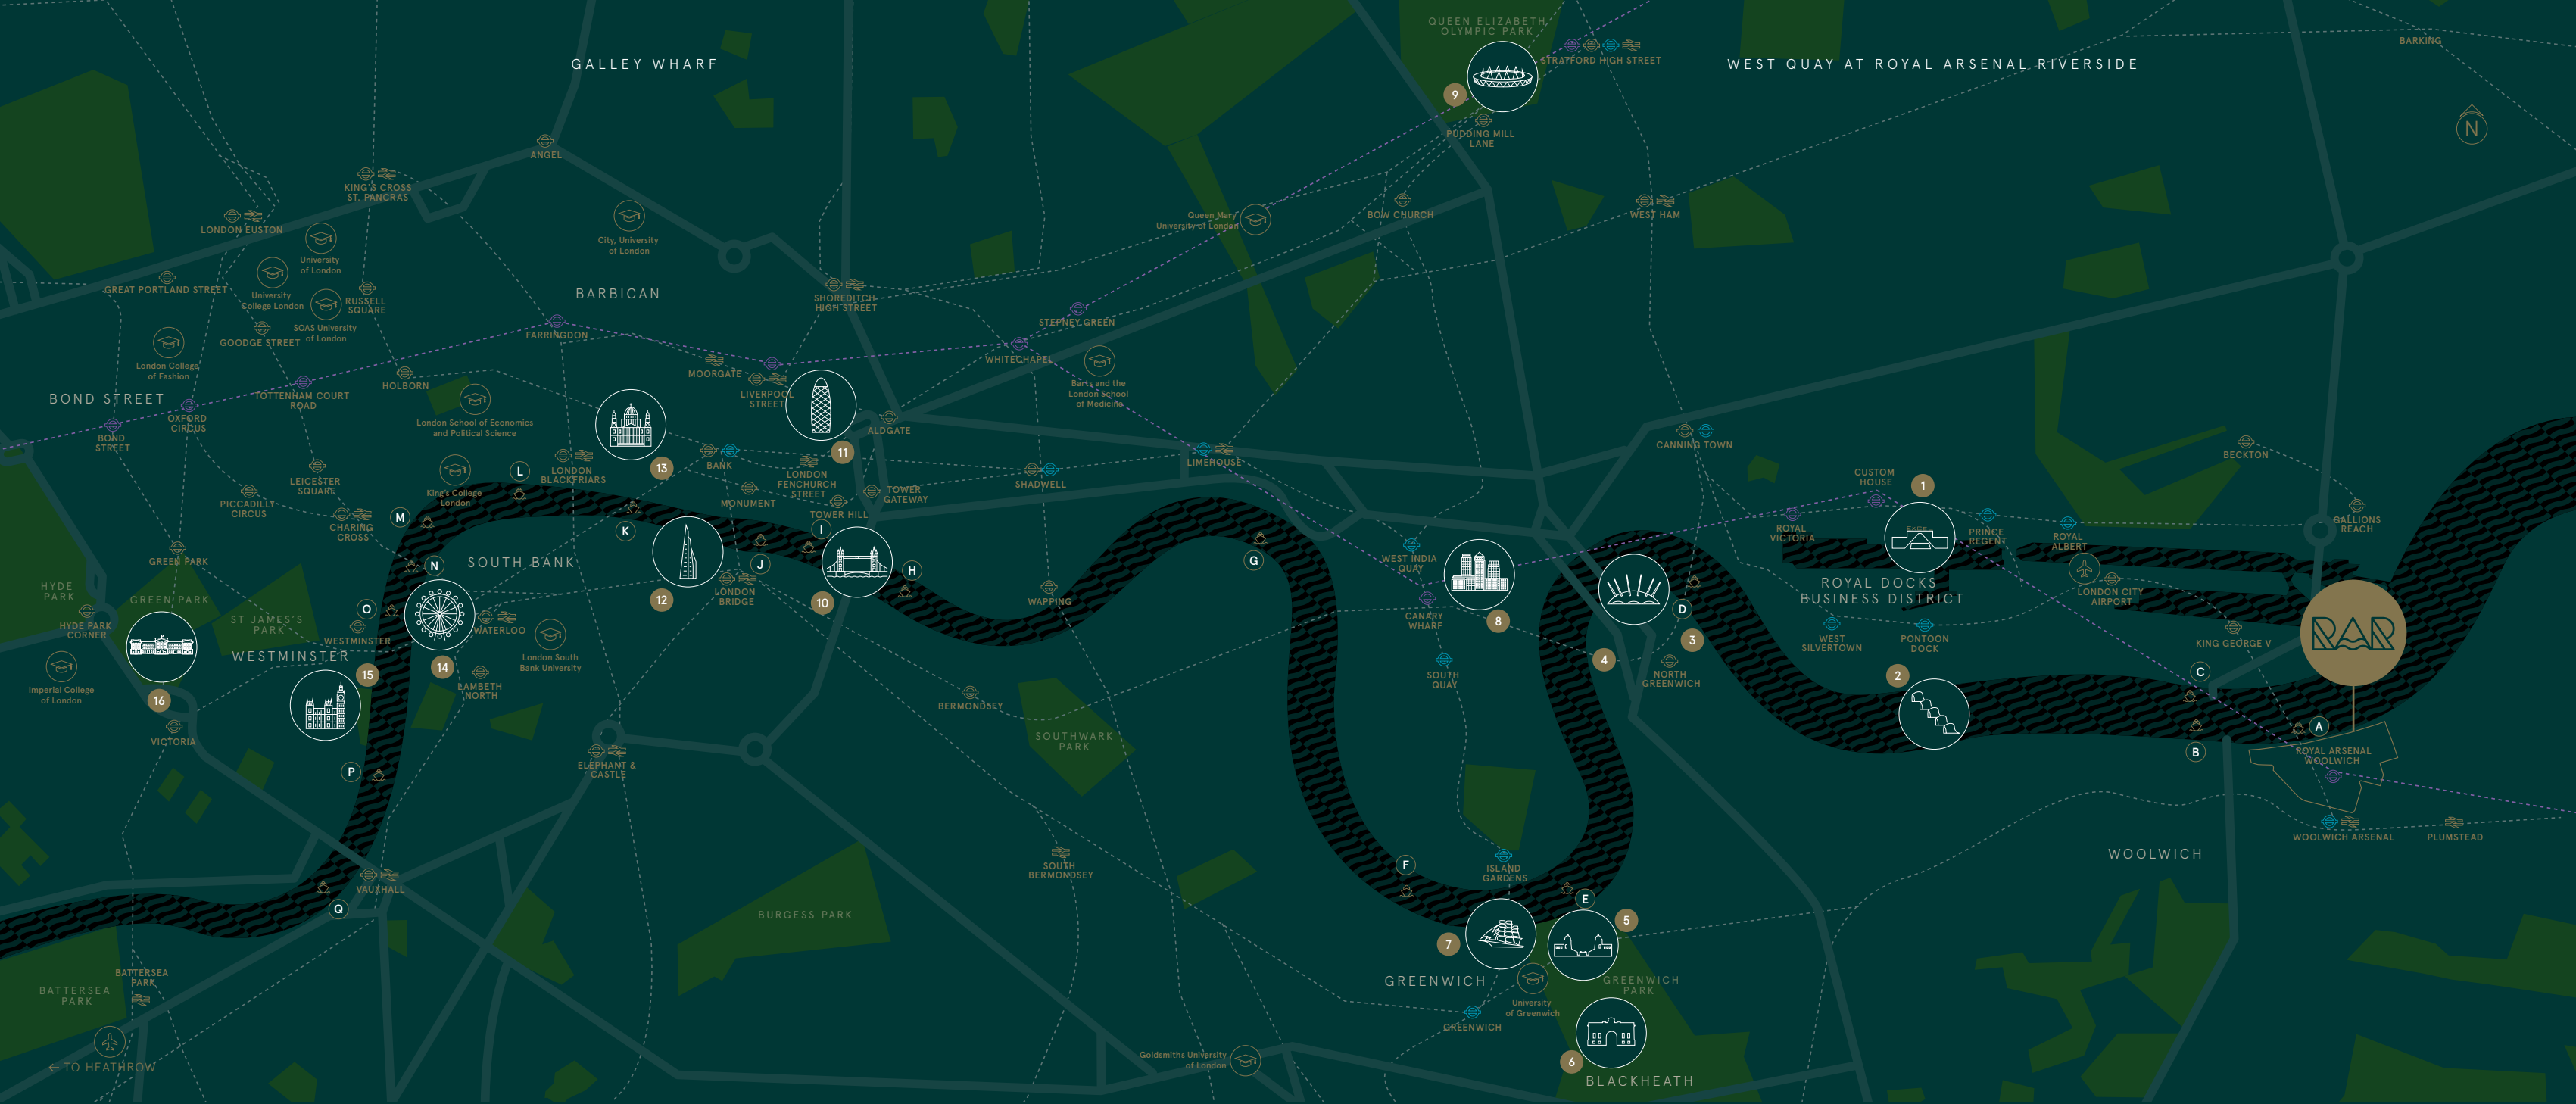 GALLEY WHARF
WEST QUAY AT ROYAL ARSENAL RIVERSIDE
QUEEN ELIZABETH
OLYMPIC PARK
STRATFORD HIGH STREET
BARKING
N
9
PUDDING MILL
LANE
ANGEL
KING'S CROSS
ST. PANCRAS
LONDON EUSTON
University
of London
City, University
of London
Queen Mary
University of London
BOW CHURCH
WEST HAM
GREAT PORTLAND STREET
University
College London
SOAS University
of London
RUSSELL
SQUARE
GOODGE STREET
BARBICAN
SHOREDITCH
HIGH STREET
STEPNEY GREEN
FARRINGDON
London College
of Fashion
HOLBORN
MOORGATE
LIVERPOOL
STREET
WHITECHAPEL
Barts and the
London School
of Medicine
BOND STREET
TOTTENHAM COURT
ROAD
OXFORD
CIRCUS
BOND
STREET
London School of Economics
and Political Science
ALDGATE
11
13
BANK
LIMEHOUSE
CANNING TOWN
BECKTON
LEICESTER
SQUARE
King's College
London
L
LONDON
BLACKFRIARS
LONDON
FENCHURCH
STREET
SHADWELL
CUSTOM
HOUSE
1
PICCADILLY
CIRCUS
MONUMENT
TOWER
GATEWAY
TOWER HILL
CHARING
CROSS
M
K
I
ROYAL
VICTORIA
EXCEL
PRINCE
REGENT
ROYAL
ALBERT
GALLIONS
REACH
GREEN PARK
SOUTH BANK
N
J
H
G
WEST INDIA
QUAY
HYDE
PARK
GREEN PARK
HYDE PARK
CORNER
ST JAMES'S
PARK
O
WESTMINSTER
WATERLOO
12
LONDON
BRIDGE
10
WAPPING
CANARY
WHARF
8
D
3
ROYAL DOCKS
BUSINESS DISTRICT
LONDON CITY
AIRPORT
WEST
SILVERTOWN
PONTOON
DOCK
KING GEORGE V
RAR
WESTMINSTER
London South
Bank University
Imperial College
London
15
14
LAMBETH
NORTH
16
VICTORIA
BERMONDSEY
SOUTH
QUAY
4
NORTH
GREENWICH
2
C
A
B
ROYAL ARSENAL
WOOLWICH
SOUTHWARK
PARK
P
ELEPHANT &
CASTLE
WOOLWICH ARSENAL
PLUMSTEAD
WOOLWICH
SOUTH
BERMONDSEY
F
ISLAND
GARDENS
E
VAUXHALL
Q
BURGESS PARK
5
7
BATTERSEA
PARK
BATTERSEA
PARK
GREENWICH
GREENWICH
PARK
University
of Greenwich
GREENWICH
Goldsmiths University
of London
6
BLACKHEATH
← TO HEATHROW